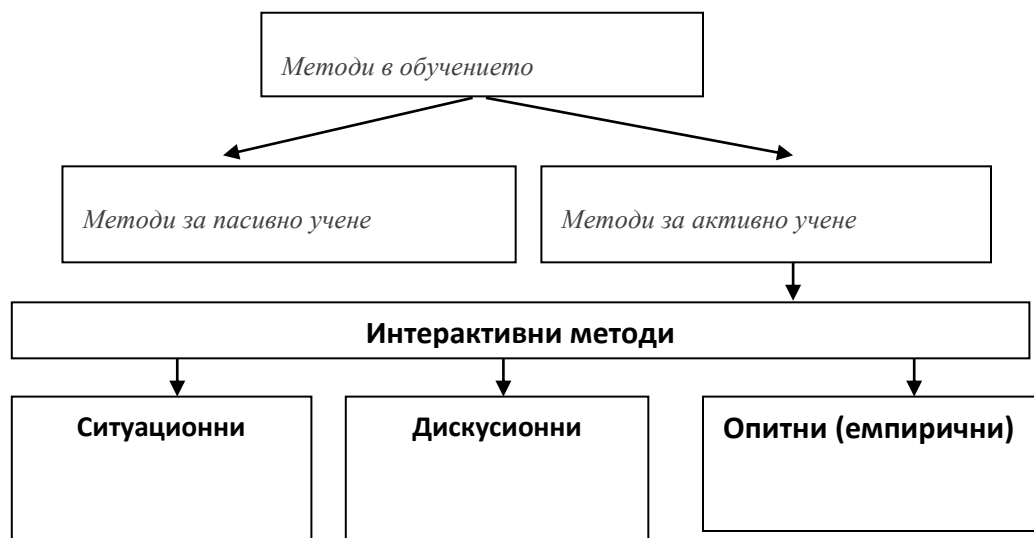 Методи в обучението
Методи за пасивно учене
Методи за активно учене
Интерактивни методи
Ситуационни
Дискусионни
Опитни (емпирични)